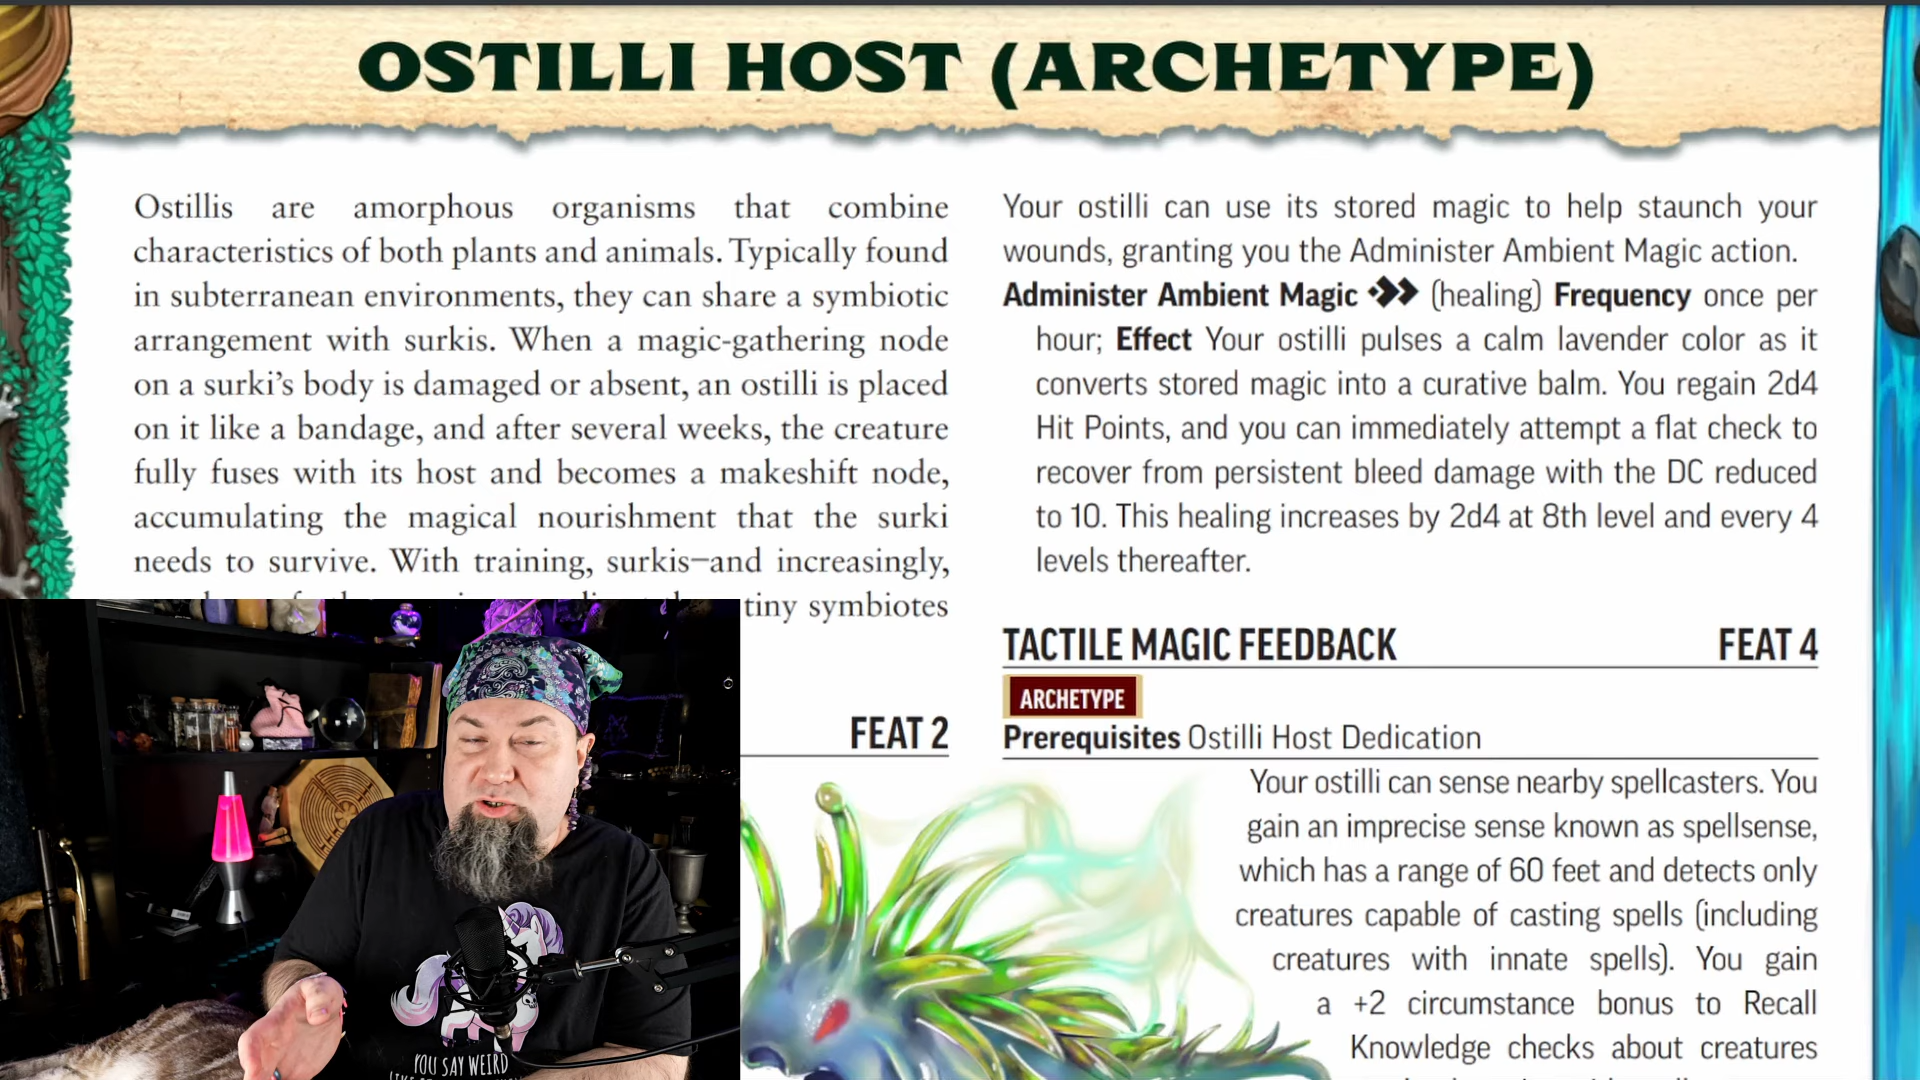 OSTILLI HOST (ARCHETYPE)
Ostillis are amorphous organisms that combine
characteristics of both plants and animals. Typically found
in subterranean environments, they can share a symbiotic
arrangement with surkis. When a magic-gathering node
on a surki's body is damaged or absent, an ostilli is placed
on it like a bandage, and after several weeks, the creature
fully fuses with its host and becomes a makeshift node,
accumulating the magical nourishment that the surki
needs to survive. With training, surkis—and increasingly,
tiny symbiotes
FEAT 2
Your ostilli can use its stored magic to help staunch your
wounds, granting you the Administer Ambient Magic action.
Administer Ambient Magic (healing) Frequency once per
hour; Effect Your ostilli pulses a calm lavender color as it
converts stored magic into a curative balm. You regain 2d4
Hit Points, and you can immediately attempt a flat check to
recover from persistent bleed damage with the DC reduced
to 10. This healing increases by 2d4 at 8th level and every 4
levels thereafter.
TACTILE MAGIC FEEDBACK FEAT 4
ARCHETYPE
Prerequisites Ostilli Host Dedication
Your ostilli can sense nearby spellcasters. You
gain an imprecise sense known as spellsense,
which has a range of 60 feet and detects only
creatures capable of casting spells (including
creatures with innate spells). You gain
a +2 circumstance bonus to Recall
Knowledge checks about creatures
YOU SAY WEIRD